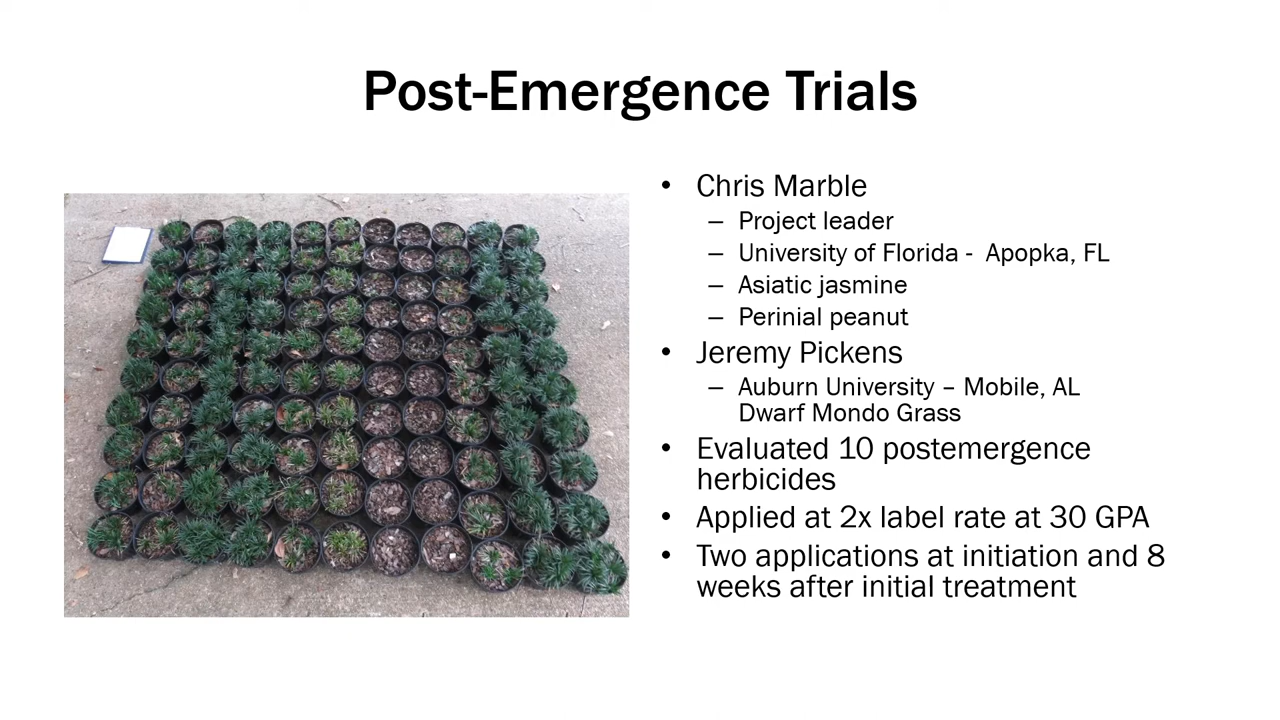 Post-Emergence Trials
• Chris Marble
– Project leader
– University of Florida - Apopka, FL
– Asiatic jasmine
– Perinial peanut
• Jeremy Pickens
– Auburn University – Mobile, AL
Dwarf Mondo Grass
• Evaluated 10 postemergence
herbicides
• Applied at 2x label rate at 30 GPA
• Two applications at initiation and 8
weeks after initial treatment